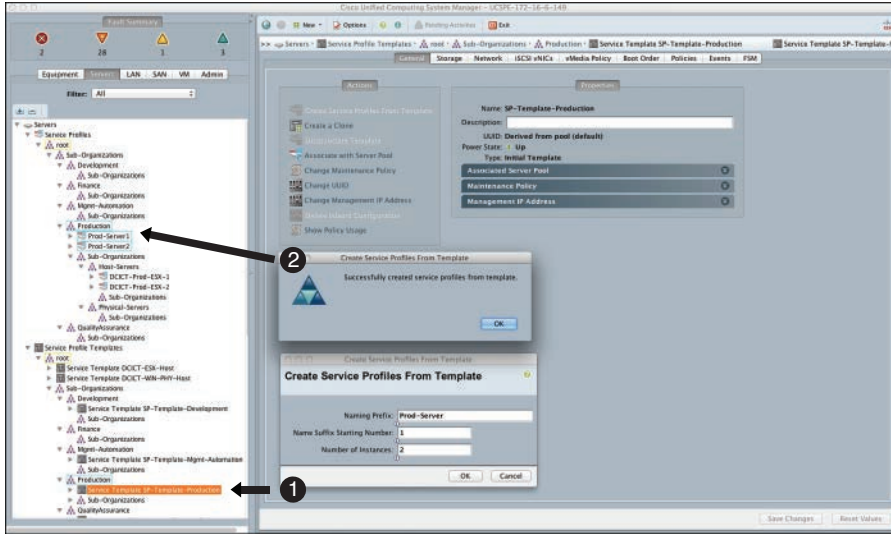 Cisco Unified Computing System Manager - UCSPE-172-16-6-149
Fault Summary
2
28
1
3
New
Options
Pending Activities
Exit
>> Servers
Service Profile Templates
root
Sub-Organizations
Production
Service Template SP-Template-Production
Service Template SP-Template-
Equipment
Servers
LAN
SAN
VM
Admin
General
Storage
Network
iSCSI vNICs
vMedia Policy
Boot Order
Policies
Events
FSM
Filter: All
Servers
Service Profiles
root
Sub-Organizations
Development
Sub-Organizations
Finance
Sub-Organizations
Mgmt-Automation
Sub-Organizations
Production
Prod-Server1
Prod-Server2
Sub-Organizations
Host-Servers
DCICT-Prod-ESX-1
DCICT-Prod-ESX-2
Sub-Organizations
Physical-Servers
Sub-Organizations
QualityAssurance
Sub-Organizations
Service Profile Templates
root
Service Template DCICT-ESX-Host
Service Template DCICT-WIN-PHY-Host
Sub-Organizations
Development
Service Template SP-Template-Development
Sub-Organizations
Finance
Sub-Organizations
Mgmt-Automation
Service Template SP-Template-Mgmt-Automation
Sub-Organizations
Production
Service Template SP-Template-Production
Sub-Organizations
QualityAssurance
Actions
Create Service Profiles From Template
Create a Clone
Associate with Server Pool
Change Maintenance Policy
Change UUID
Change Management IP Address
Show Policy Usage
Properties
Name: SP-Template-Production
Description:
UUID: Derived from pool (default)
Power State: Up
Type: Initial Template
Associated Server Pool
Maintenance Policy
Management IP Address
2
Create Service Profiles From Template
Successfully created service profiles from template.
OK
Create Service Profiles From Template
Create Service Profiles From Template
Naming Prefix: Prod-Server
Name Suffix Starting Number: 1
Number of Instances: 2
OK
Cancel
1
Save Changes
Reset Values